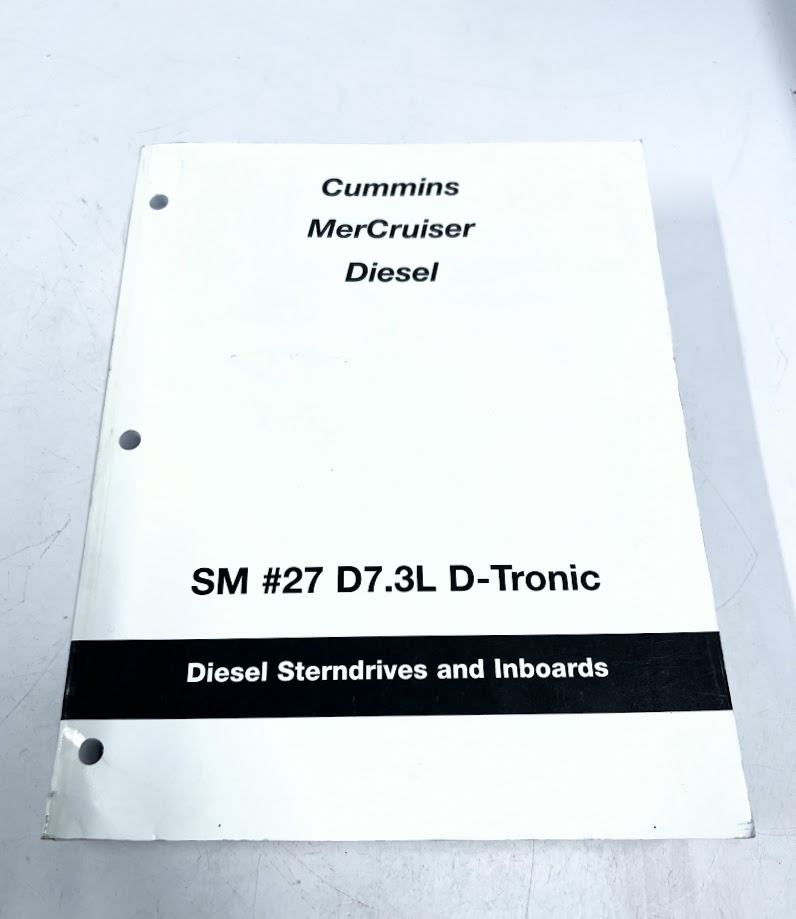 Cummins
MerCruiser
Diesel
SM #27 D7.3L D-Tronic
Diesel Sterndrives and Inboards